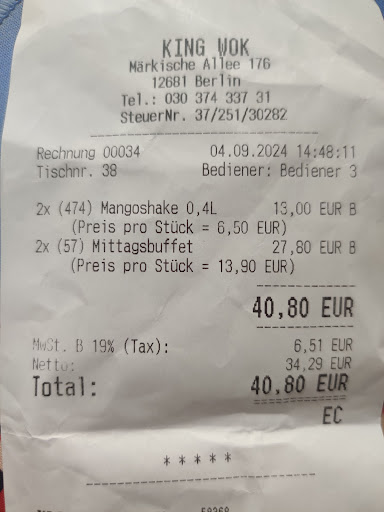 KING WOK
Märkische Allee 176
12681 Berlin
Tel.: 030 374 337 31
SteuerNr. 37/251/30282
Rechnung 00034 04.09.2024 14:48:11
Tischnr. 38 Bediener: Bediener 3
2x (474) Mangoshake 0,4L 13,00 EUR B
(Preis pro Stück = 6,50 EUR)
2x (57) Mittagsbuffet 27,80 EUR B
(Preis pro Stück = 13,90 EUR)
40,80 EUR
MwSt. B 19% (Tax): 6,51 EUR
Netto: 34,29 EUR
Total: 40,80 EUR
EC
* * * * *